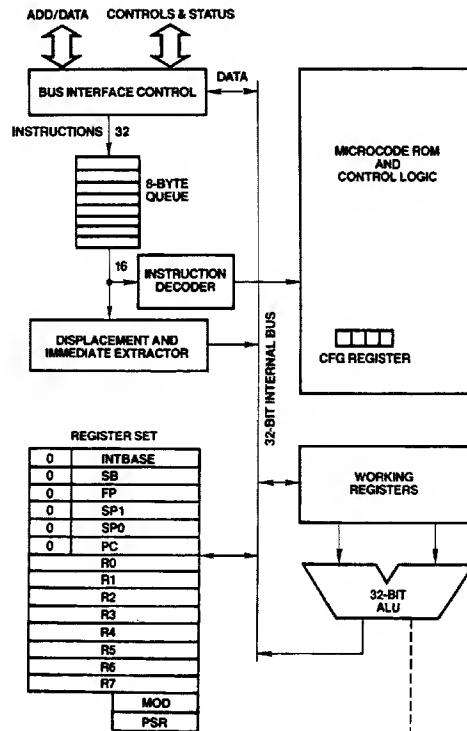 ADD/DATA
CONTROLS & STATUS
BUS INTERFACE CONTROL
DATA
INSTRUCTIONS
32
8-BYTE
QUEUE
16
INSTRUCTION
DECODER
DISPLACEMENT AND
IMMEDIATE EXTRACTOR
32-BIT INTERNAL BUS
MICROCODE ROM
AND
CONTROL LOGIC
CFG REGISTER
REGISTER SET
0 INTBASE
0 SB
0 FP
0 SP1
0 SP0
0 PC
R0
R1
R2
R3
R4
R5
R6
R7
MOD
PSR
WORKING
REGISTERS
32-BIT
ALU